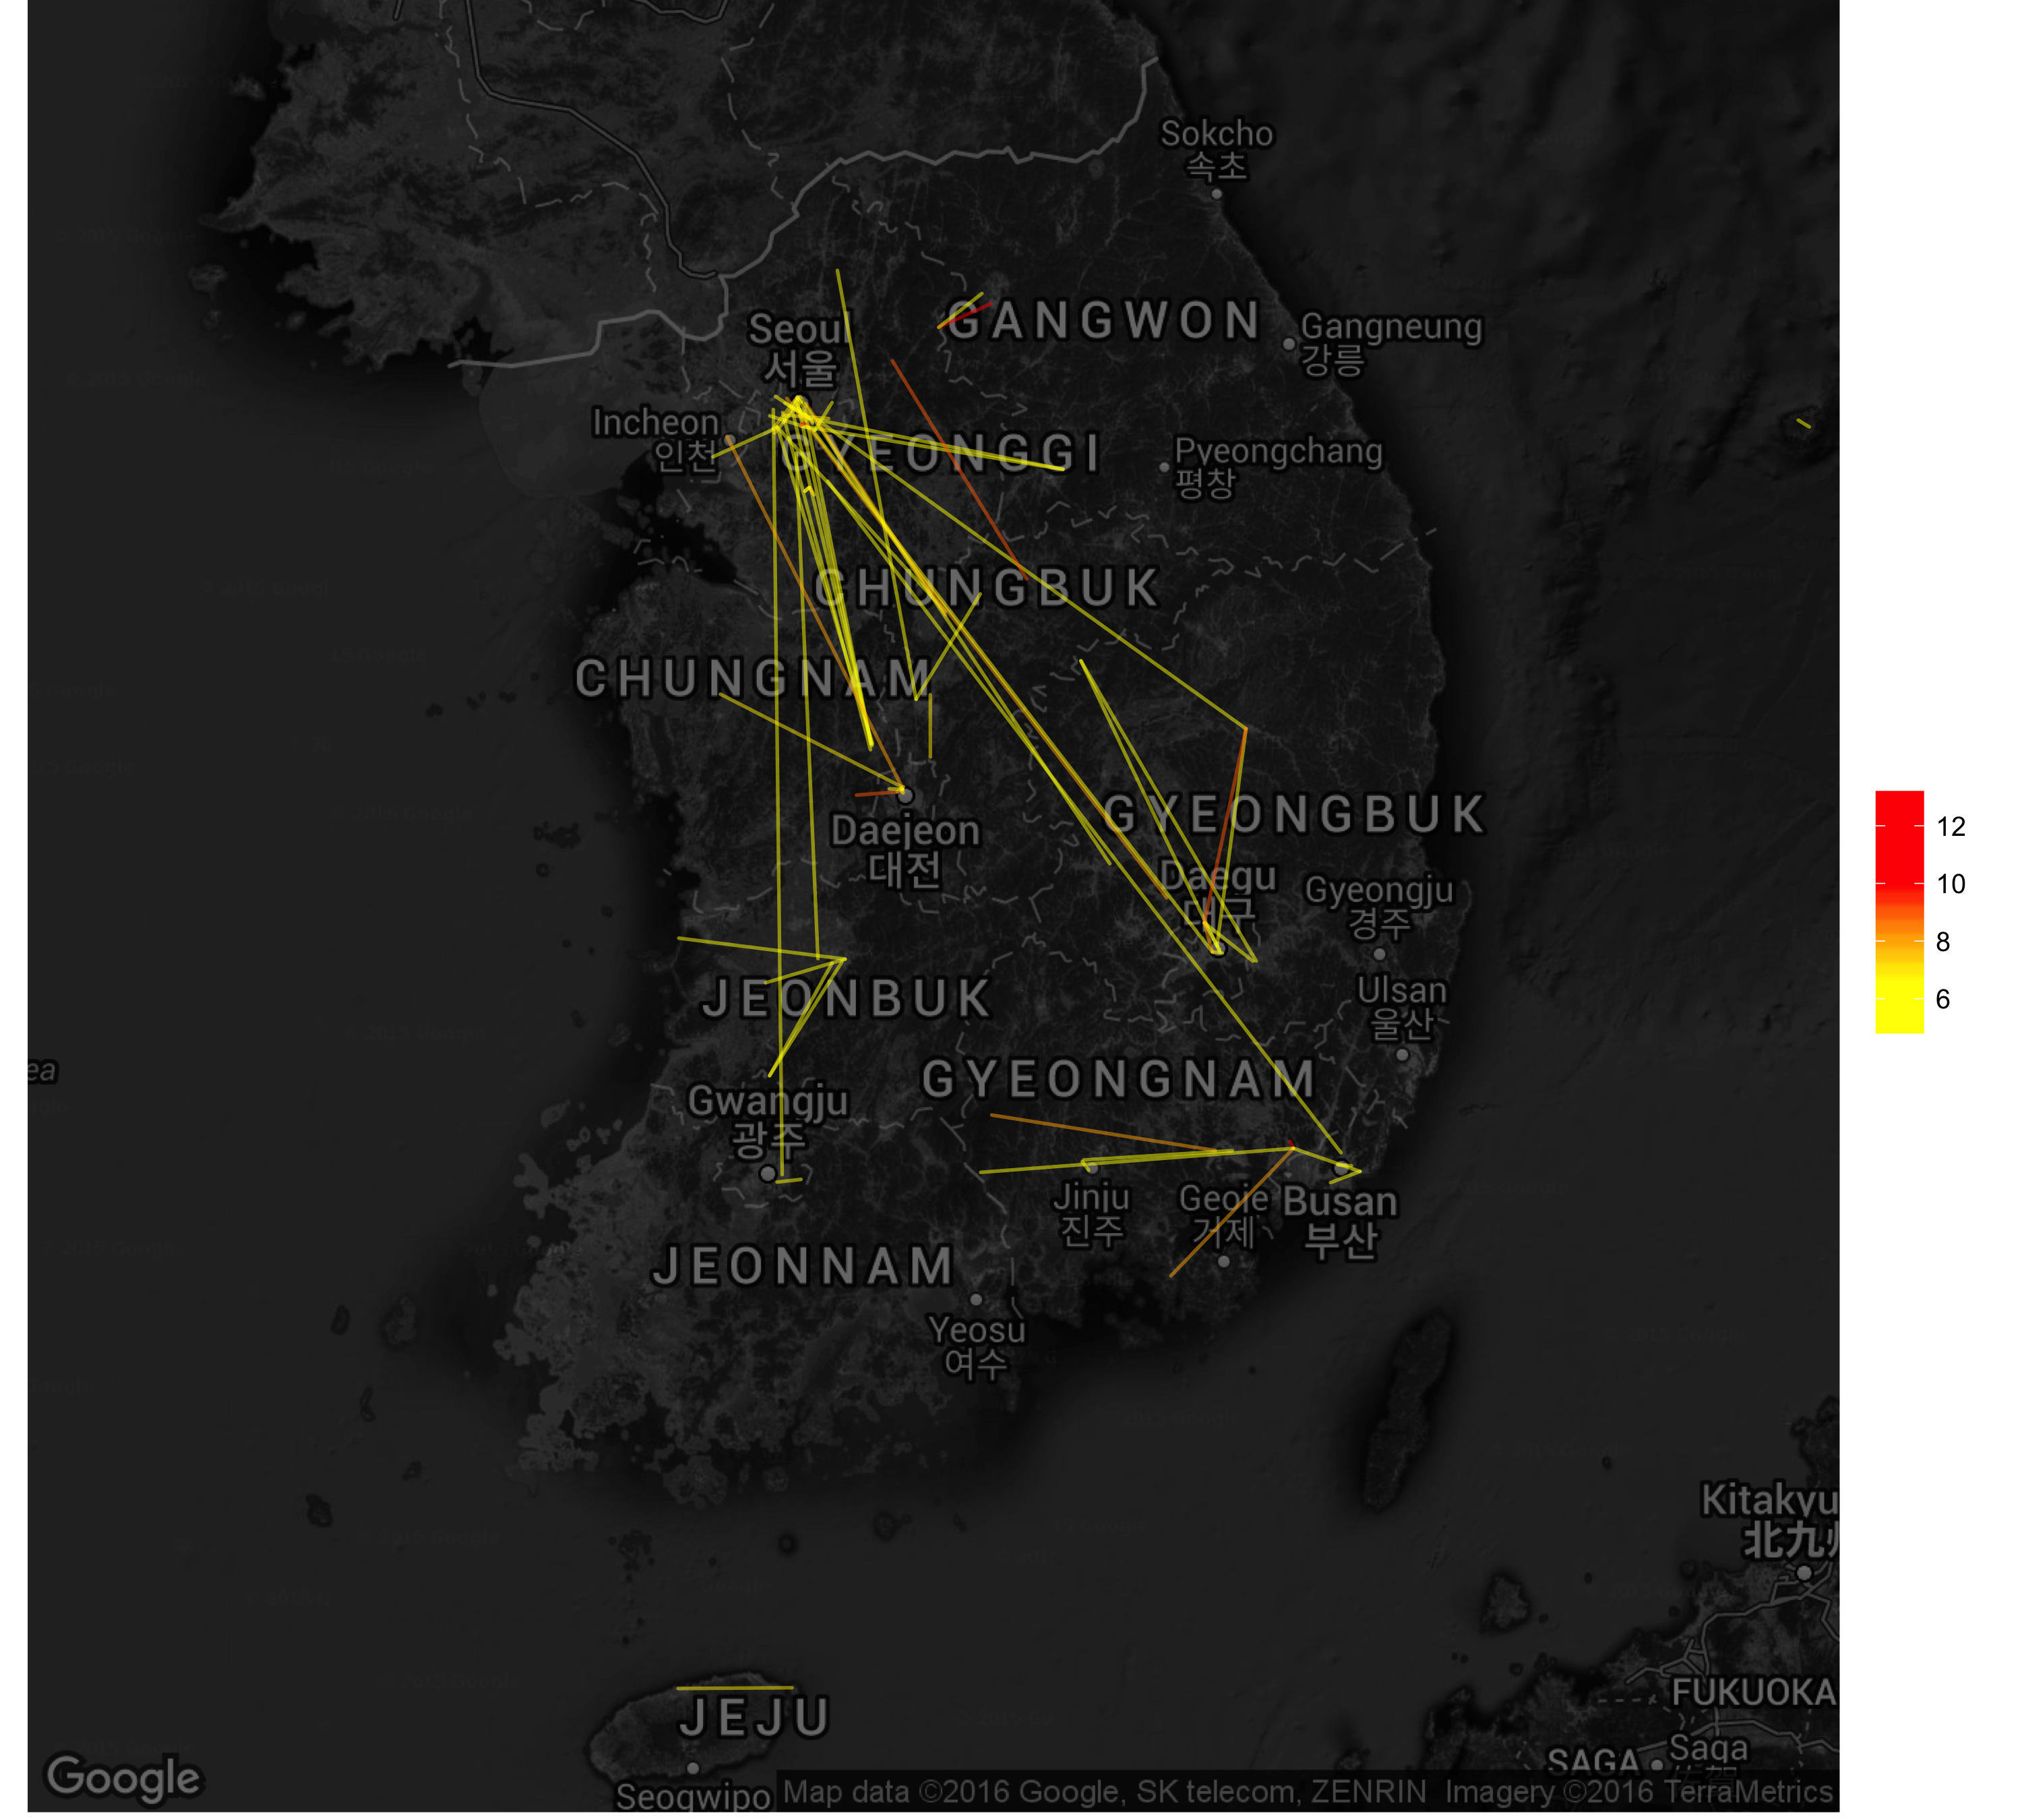 Sokcho
속초
Seoul
서울
GANGWON
Gangneung
강릉
Incheon
인천
GYEONGGI
Pyeongchang
평창
CHUNGBUK
CHUNGNAM
Daejeon
대전
GYEONGBUK
Daegu
대구
Gyeongju
경주
12
10
8
6
JEONBUK
Ulsan
울산
ea
GYEONGNAM
Gwangju
광주
Jinju
진주
Geoje
거제
Busan
부산
JEONNAM
Yeosu
여수
Kitakyu
北九州
FUKUOKA
JEJU
SAGA
Saga
Seogwipo
Google
Map data ©2016 Google, SK telecom, ZENRIN Imagery ©2016 TerraMetrics